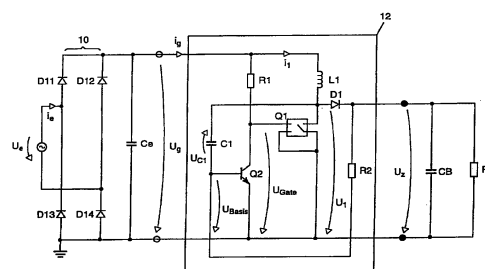 12
10
i_g
i_1
D11 D12
R1
L1
i_e
Q1
D1
U_e
Ce
U_g
U_C1
C1
R2
U_z
CB
Q2
U_Basis
U_Gate
U_1
D13 D14